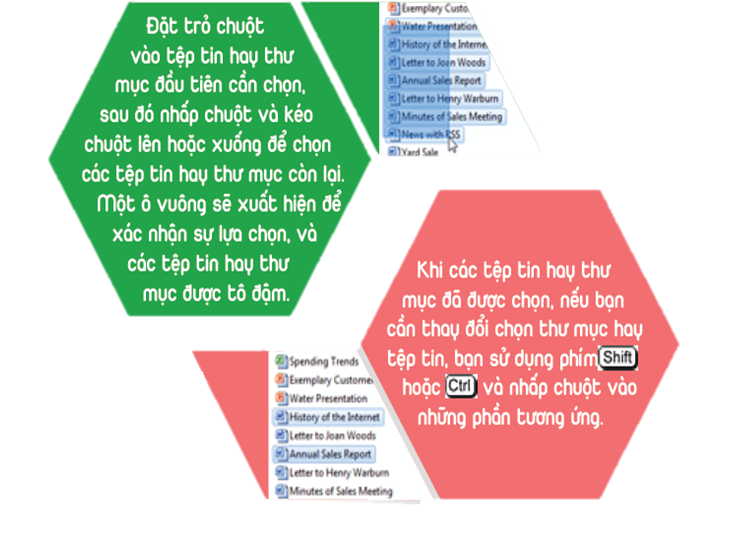 Đặt trỏ chuột
vào tệp tin hay thư
mục đầu tiên cần chọn,
sau đó nhấp chuột và kéo
chuột lên hoặc xuống để chọn
các tệp tin hay thư mục còn lại.
Một ô vuông sẽ xuất hiện để
xác nhận sự lựa chọn, và
các tệp tin hay thư
mục được tô đậm.
Exemplary Custo
Water Presentation
History of the Interne
Letter to Joan Woods
Annual Sales Report
Letter to Henry Warburn
Minutes of Sales Meeting
News with RSS
Yard Sale
Khi các tệp tin hay thư
mục đã được chọn, nếu bạn
cần thay đổi chọn thư mục hay
tệp tin, bạn sử dụng phím Shift
hoặc Ctrl và nhấp chuột vào
những phần tương ứng.
Spending Trends
Exemplary Custome
Water Presentation
History of the Internet
Letter to Joan Woods
Annual Sales Report
Letter to Henry Warburn
Minutes of Sales Meeting